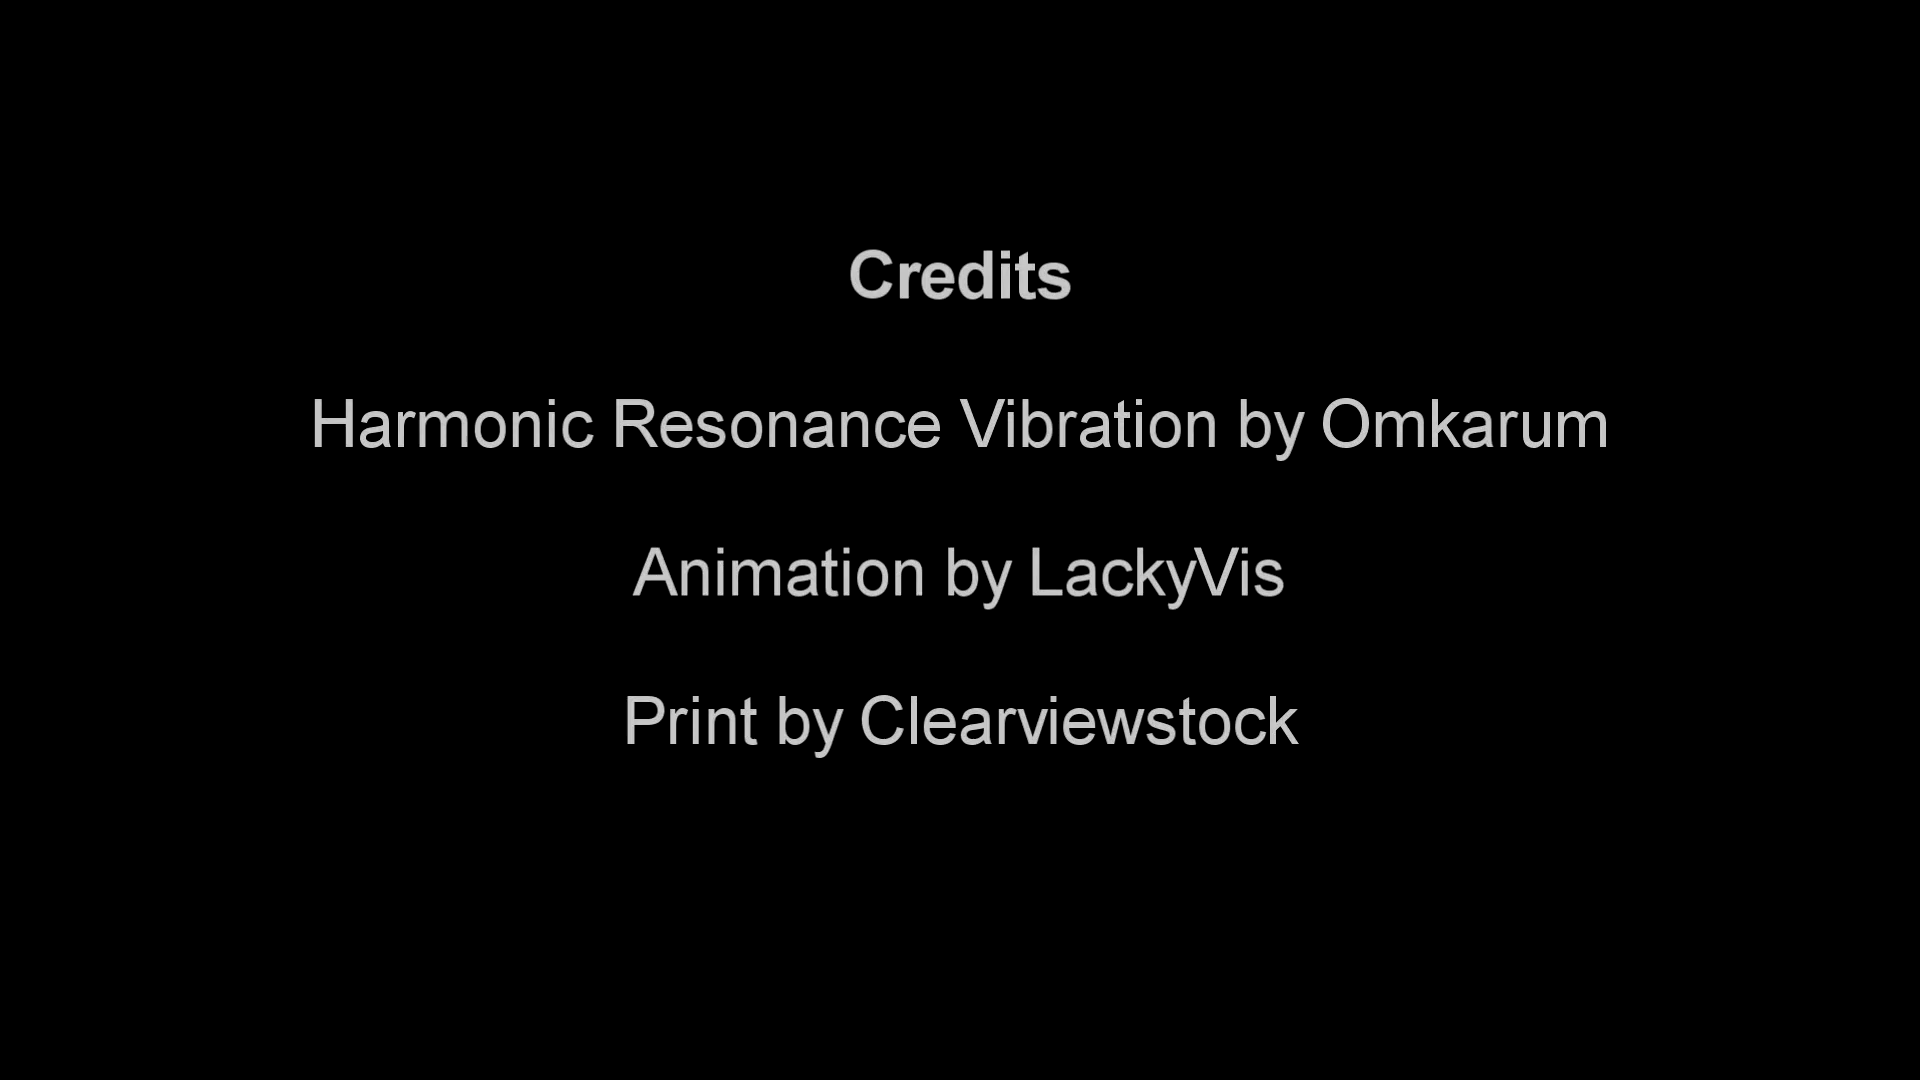 Credits
Harmonic Resonance Vibration by Omkarum
Animation by LackyVis
Print by Clearviewstock